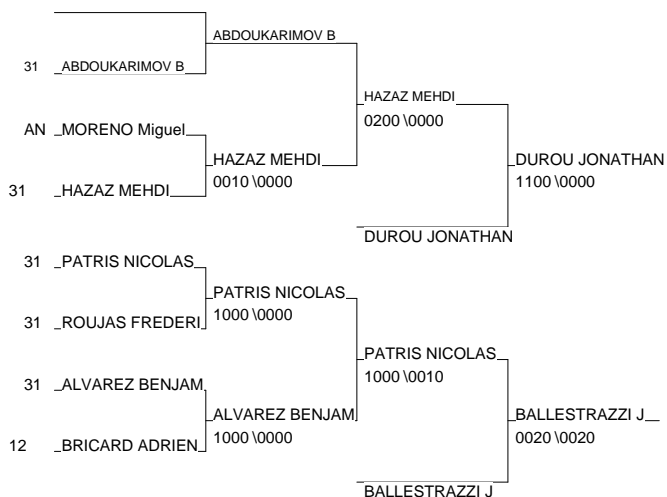 ABDOUKARIMOV B
31 ABDOUKARIMOV B
HAZAZ MEHDI
0200 \0000
AN MORENO Miguel
HAZAZ MEHDI
0010 \0000
DUROU JONATHAN
1100 \0000
31 HAZAZ MEHDI
DUROU JONATHAN
31 PATRIS NICOLAS
PATRIS NICOLAS
1000 \0000
31 ROUJAS FREDERI
PATRIS NICOLAS
1000 \0010
31 ALVAREZ BENJAM
ALVAREZ BENJAM
1000 \0000
BALLESTRAZZI J
0020 \0020
12 BRICARD ADRIEN
BALLESTRAZZI J